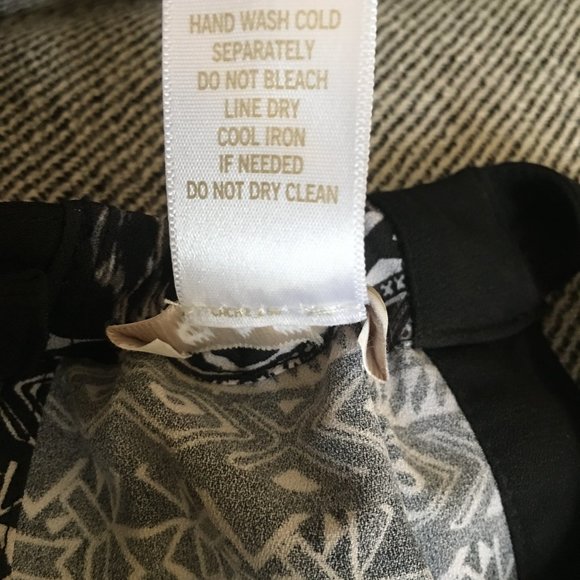 HAND WASH COLD
SEPARATELY
DO NOT BLEACH
LINE DRY
COOL IRON
IF NEEDED
DO NOT DRY CLEAN